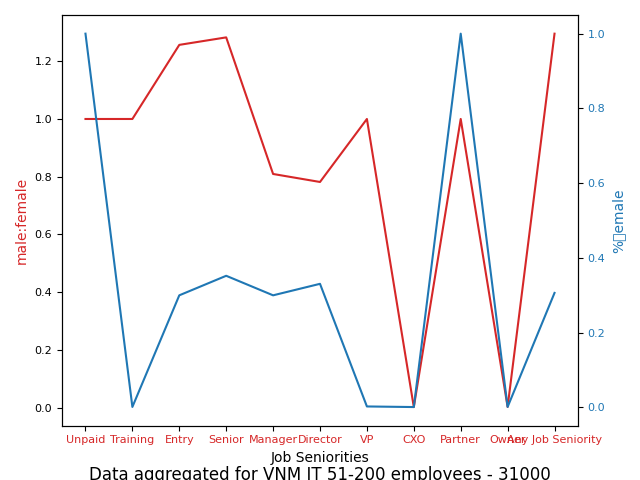 1.2
1.0
0.8
0.6
0.4
0.2
0.0
male:female
1.0
0.8
0.6
0.4
0.2
0.0
%▯emale
Unpaid Training Entry Senior Manager Director VP CXO Partner Owner Any Job Seniority
Job Seniorities
Data aggregated for VNM IT 51-200 employees - 31000